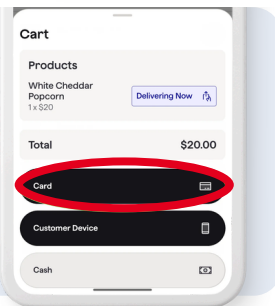 Cart
Products
White Cheddar
Popcorn
1 x $20
Delivering Now
Total $20.00
Card
Customer Device
Cash